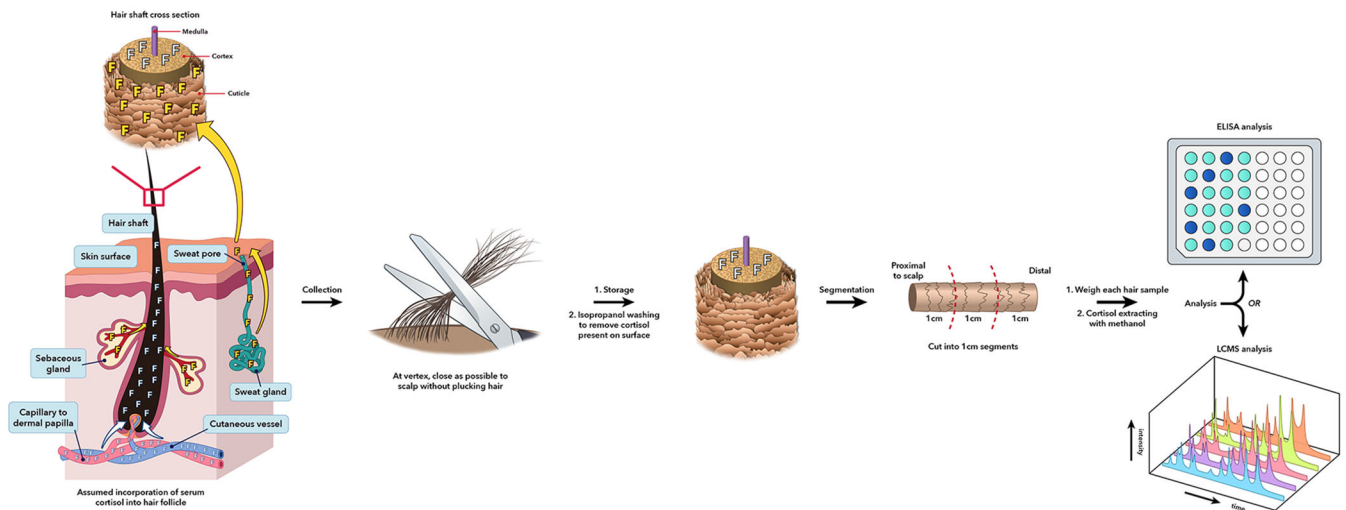 Hair shaft cross section
Medulla
Cortex
Cuticle
Hair shaft
Skin surface
Sweat pore
Sebaceous
gland
Sweat gland
Capillary to
dermal papilla
Cutaneous vessel
Assumed incorporation of serum
cortisol into hair follicle
Collection
At vertex, close as possible to
scalp without plucking hair
1. Storage
2. Isopropanol washing
to remove cortisol
present on surface
Segmentation
Proximal
to scalp
Distal
1cm 1cm 1cm
Cut into 1cm segments
1. Weigh each hair sample
2. Cortisol extracting
with methanol
ELISA analysis
Analysis
OR
LCMS analysis
intensity
time
F